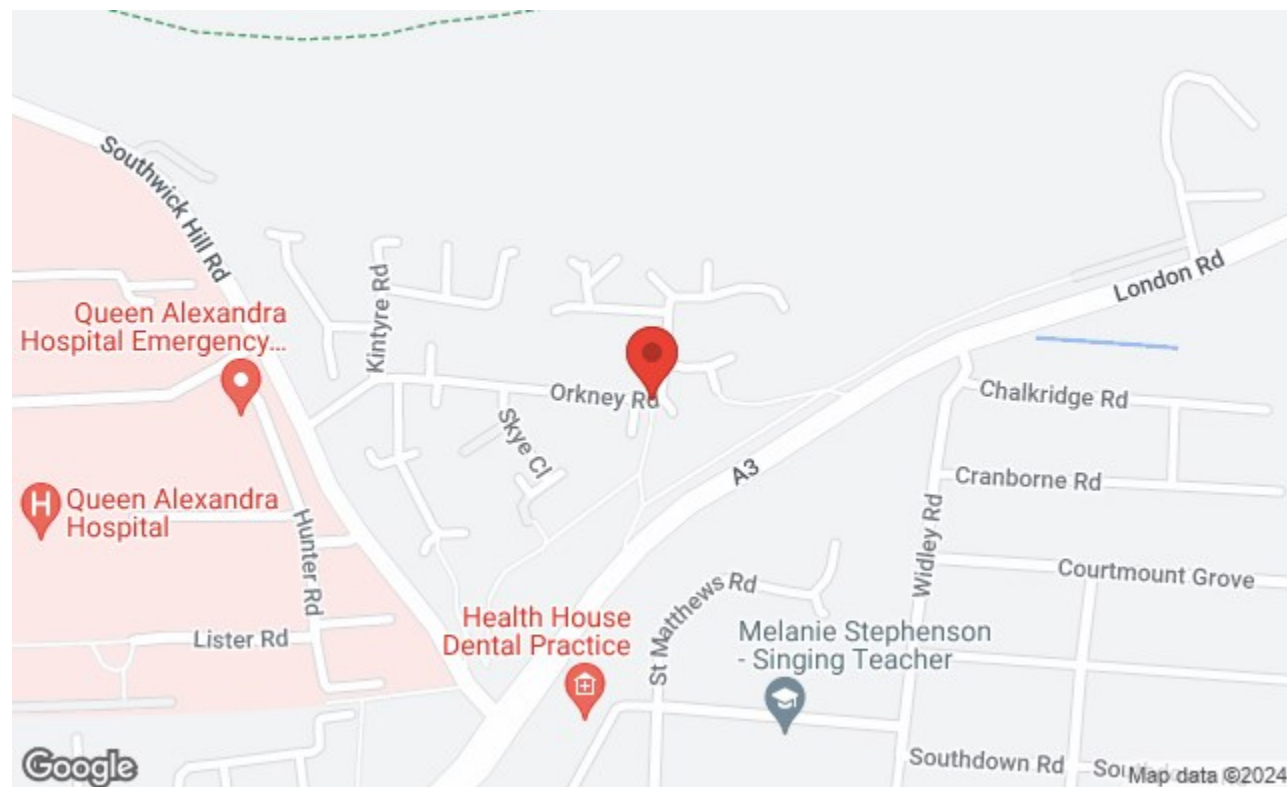 Southwick Hill Rd
London Rd
Kintyre Rd
Queen Alexandra
Hospital Emergency...
Orkney Rd
Chalkridge Rd
Skye Cl
A3
Cranborne Rd
H
Queen Alexandra
Hospital
Hunter Rd
Widley Rd
Courtmount Grove
St Matthews Rd
Health House
Dental Practice
Melanie Stephenson
- Singing Teacher
Lister Rd
Southdown Rd
Google
Map data ©2024